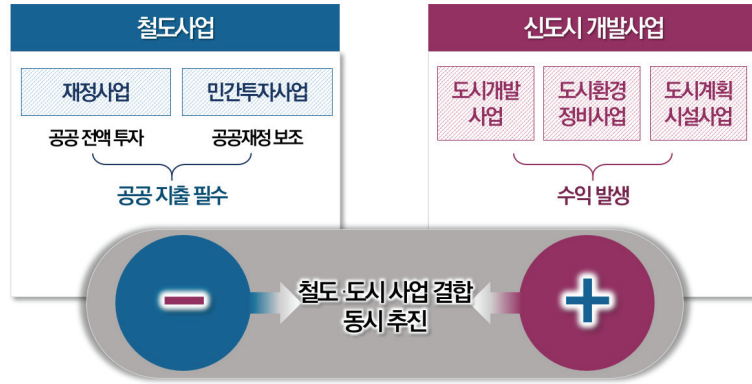 철도사업
재정사업
민간투자사업
공공 전액 투자
공공재정 보조
공공 지출 필수
신도시 개발사업
도시개발
사업
도시환경
정비사업
도시계획
시설사업
수익 발생
철도·도시 사업 결합
동시 추진